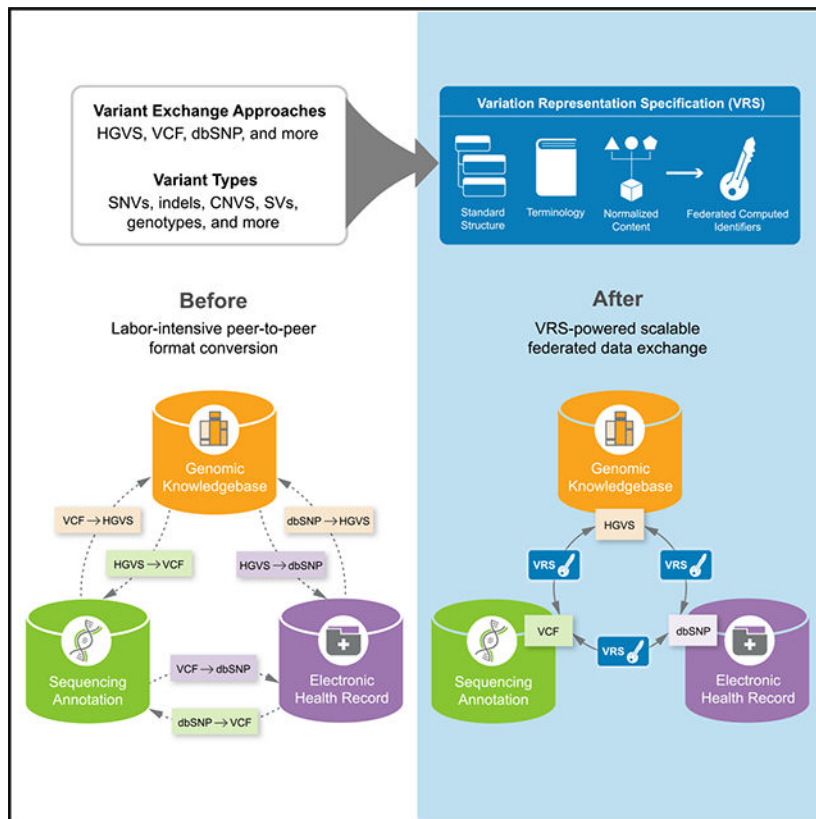 Variant Exchange Approaches
HGVS, VCF, dbSNP, and more
Variant Types
SNVs, indels, CNVS, SVs,
genotypes, and more
Variation Representation Specification (VRS)
Standard
Structure
Terminology
Normalized
Content
Federated Computed
Identifiers
Before
Labor-intensive peer-to-peer
format conversion
Genomic
Knowledgebase
VCF → HGVS
dbSNP → HGVS
HGVS → VCF
HGVS → dbSNP
Sequencing
Annotation
VCF → dbSNP
dbSNP → VCF
Electronic
Health Record
After
VRS-powered scalable
federated data exchange
Genomic
Knowledgebase
HGVS
VRS
VRS
VCF
dbSNP
VRS
Sequencing
Annotation
Electronic
Health Record